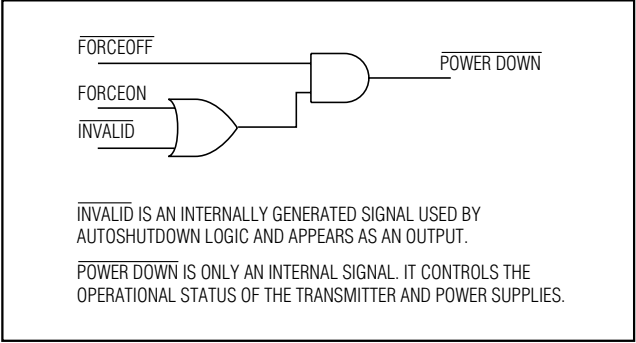 FORCEOFF
POWER DOWN
FORCEON
INVALID
INVALID IS AN INTERNALLY GENERATED SIGNAL USED BY
AUTOSHUTDOWN LOGIC AND APPEARS AS AN OUTPUT.
POWER DOWN IS ONLY AN INTERNAL SIGNAL. IT CONTROLS THE
OPERATIONAL STATUS OF THE TRANSMITTER AND POWER SUPPLIES.